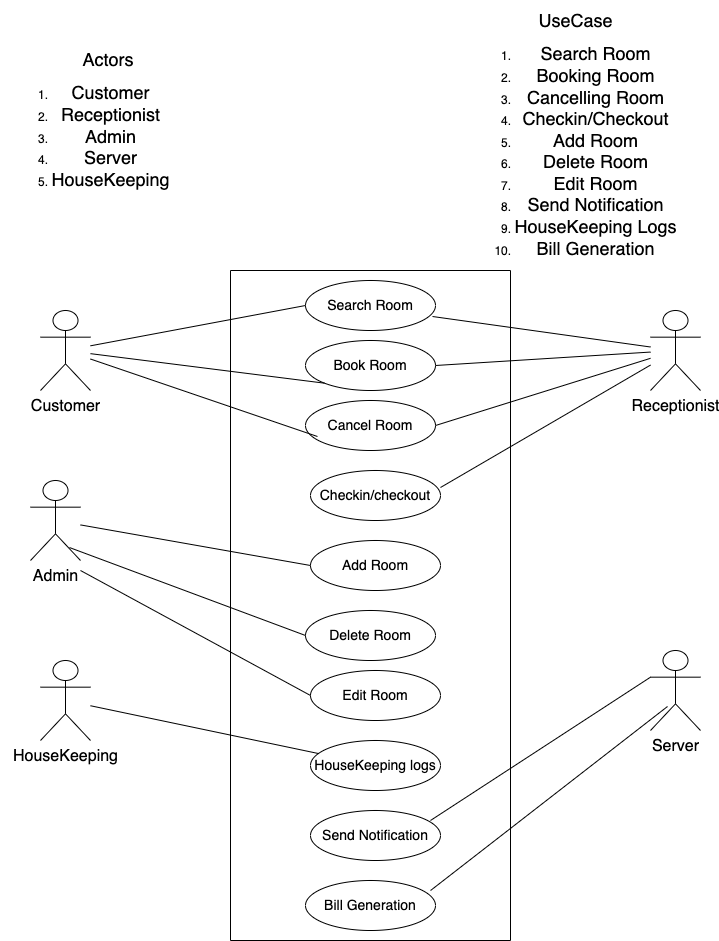 Actors
1. Customer
2. Receptionist
3. Admin
4. Server
5. HouseKeeping
UseCase
1. Search Room
2. Booking Room
3. Cancelling Room
4. Checkin/Checkout
5. Add Room
6. Delete Room
7. Edit Room
8. Send Notification
9. HouseKeeping Logs
10. Bill Generation
Search Room
Book Room
Customer
Receptionist
Cancel Room
Checkin/checkout
Add Room
Admin
Delete Room
Edit Room
HouseKeeping
Server
HouseKeeping logs
Send Notification
Bill Generation